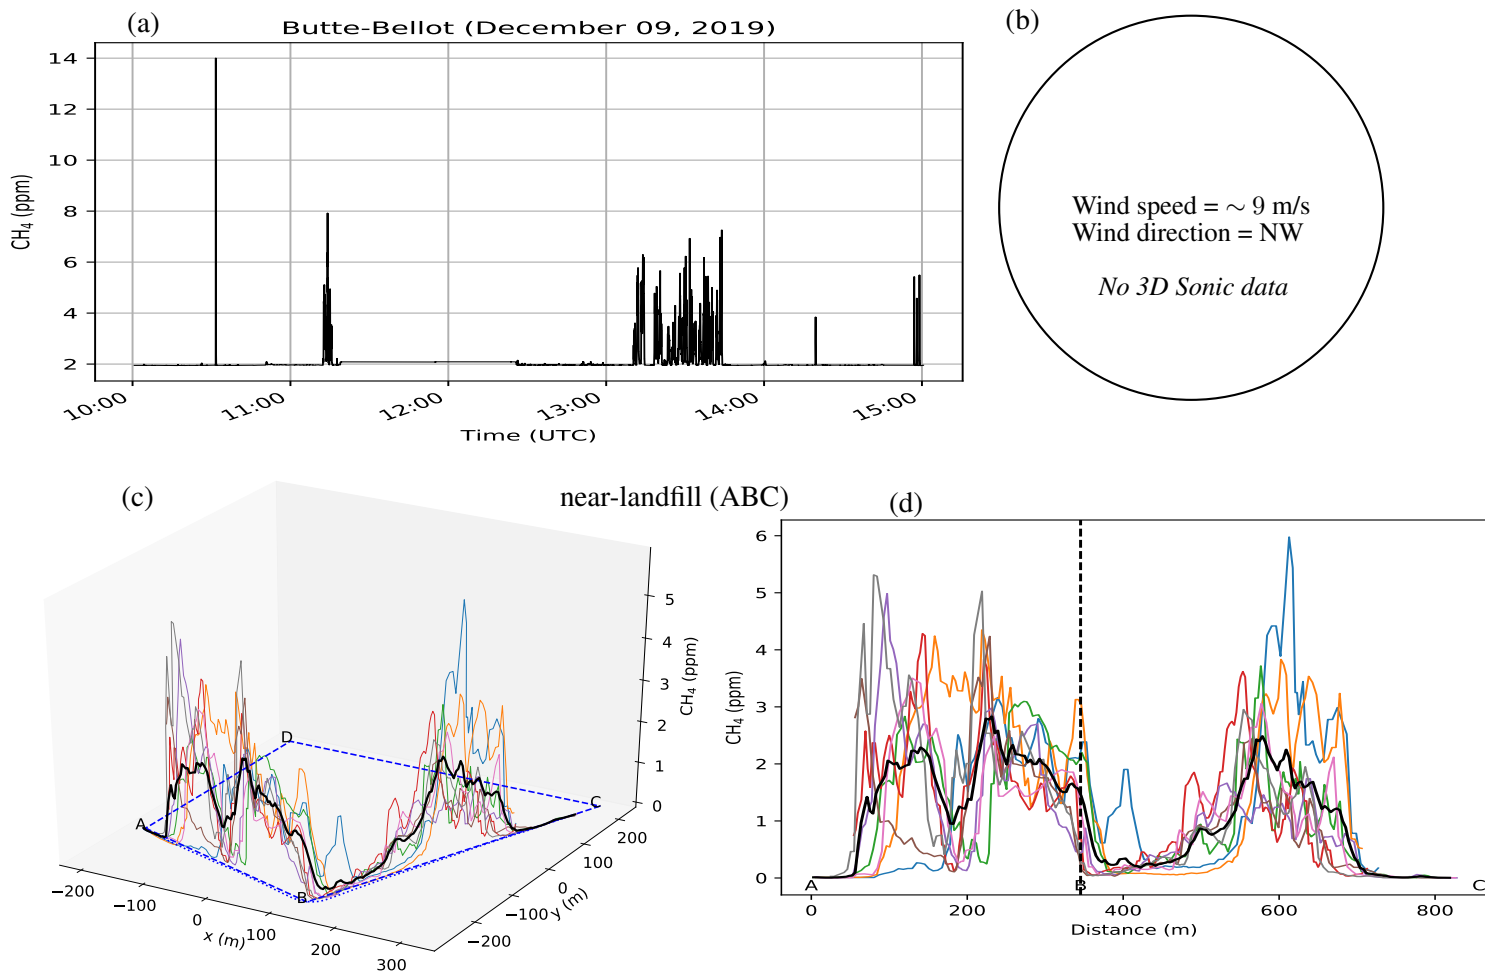 (a)
Butte-Bellot (December 09, 2019)
14
12
10
8
6
4
2
CH₄ (ppm)
10:00
11:00
12:00
13:00
14:00
15:00
Time (UTC)
(b)
Wind speed = ∼ 9 m/s
Wind direction = NW
No 3D Sonic data
near-landfill (ABC)
(c)
A
B
C
D
−200
−100
0
100
200
300
x (m)
−200
−100
0
100
200
y (m)
0
1
2
3
4
5
CH₄ (ppm)
(d)
6
5
4
3
2
1
0
CH₄ (ppm)
A
B
C
0
200
400
600
800
Distance (m)